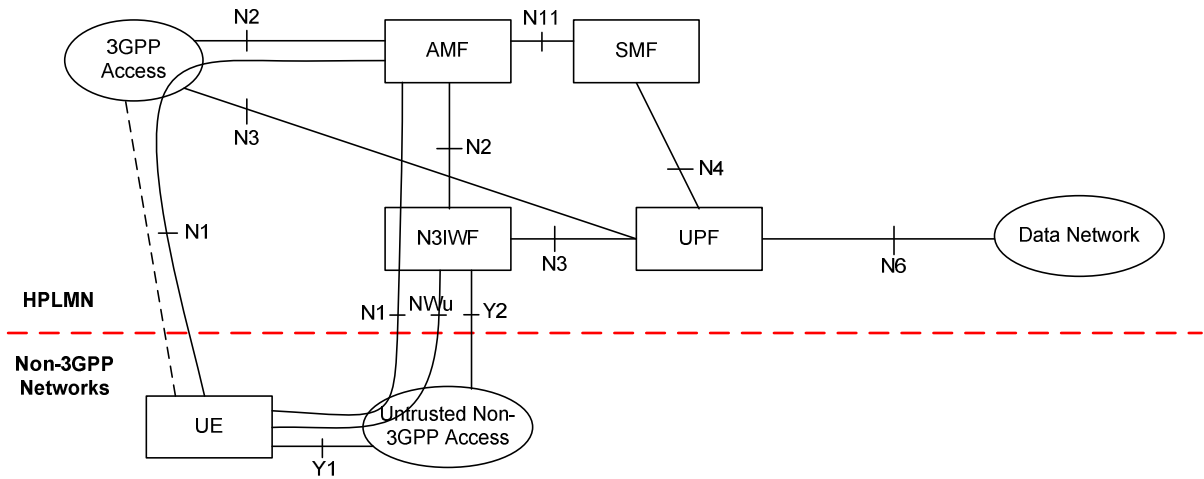 N2
N11
3GPP
Access
AMF
SMF
N3
N2
N4
N1
N3IWF
UPF
Data Network
N3
N6
HPLMN
N1
NWu
Y2
Non-3GPP
Networks
UE
Untrusted Non-
3GPP Access
Y1